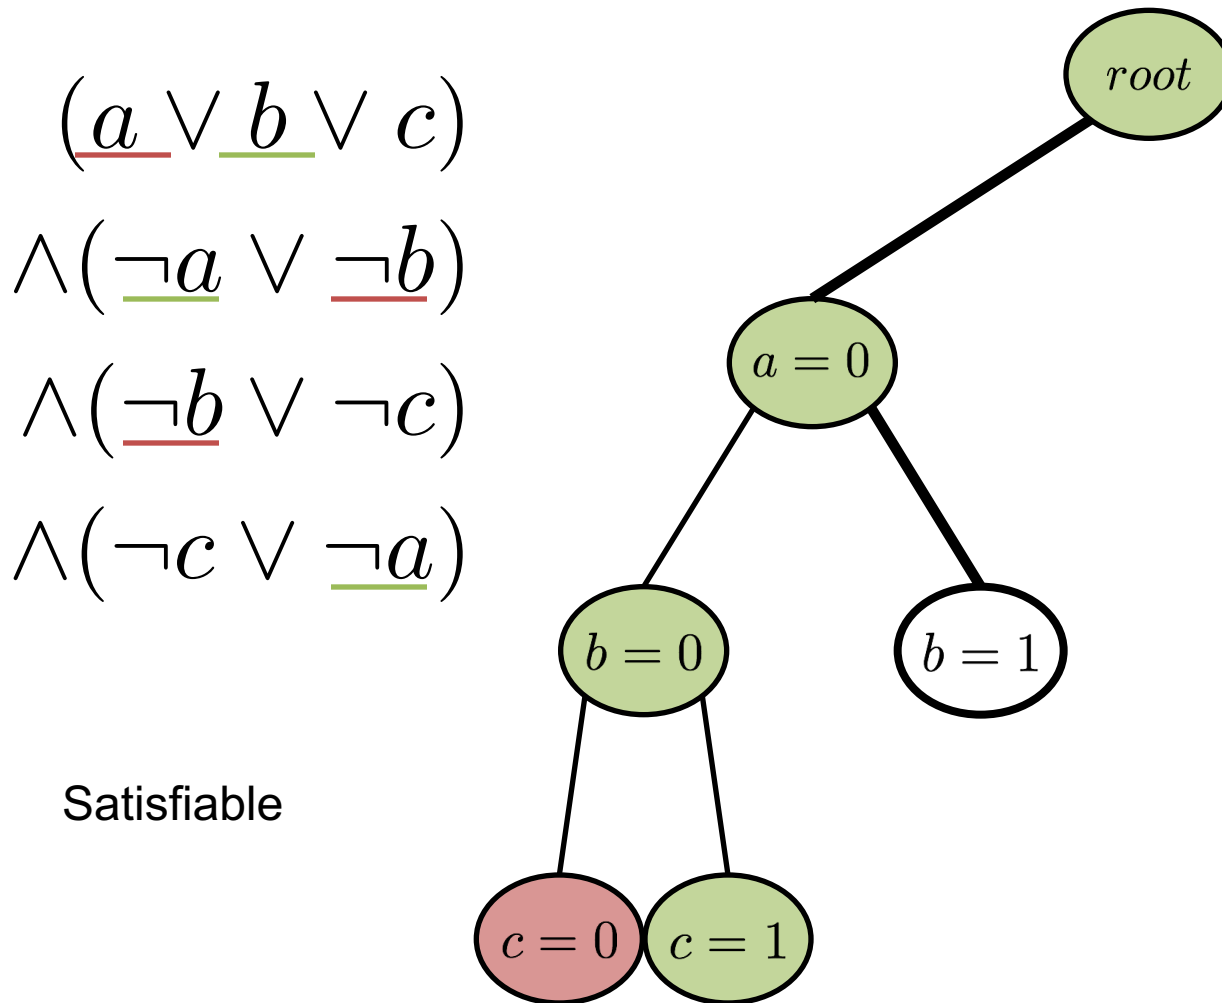 (a ∨ b ∨ c)
∧(¬a ∨ ¬b)
∧(¬b ∨ ¬c)
∧(¬c ∨ ¬a)
Satisfiable
root
a = 0
b = 0
b = 1
c = 0
c = 1